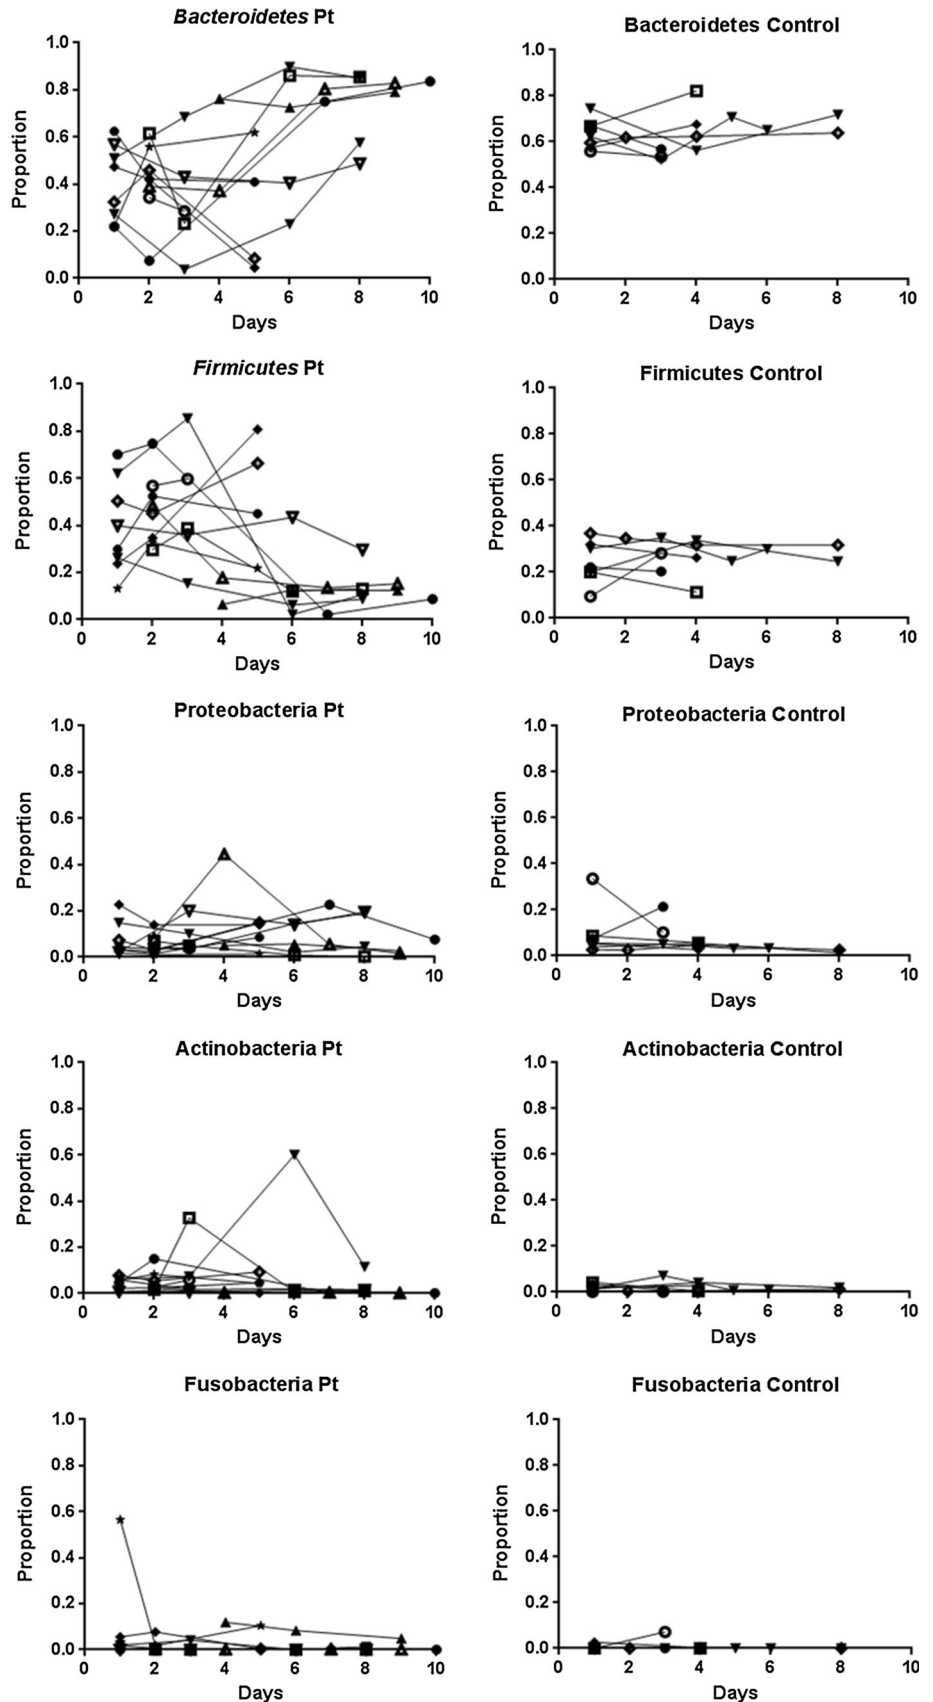 Bacteroidetes Pt
1.0
0.8
0.6
0.4
0.2
0.0
Proportion
0 2 4 6 8 10
Days
Bacteroidetes Control
1.0
0.8
0.6
0.4
0.2
0.0
Proportion
0 2 4 6 8 10
Days
Firmicutes Pt
1.0
0.8
0.6
0.4
0.2
0.0
Proportion
0 2 4 6 8 10
Days
Firmicutes Control
1.0
0.8
0.6
0.4
0.2
0.0
Proportion
0 2 4 6 8 10
Days
Proteobacteria Pt
1.0
0.8
0.6
0.4
0.2
0.0
Proportion
0 2 4 6 8 10
Days
Proteobacteria Control
1.0
0.8
0.6
0.4
0.2
0.0
Proportion
0 2 4 6 8 10
Days
Actinobacteria Pt
1.0
0.8
0.6
0.4
0.2
0.0
Proportion
0 2 4 6 8 10
Days
Actinobacteria Control
1.0
0.8
0.6
0.4
0.2
0.0
Proportion
0 2 4 6 8 10
Days
Fusobacteria Pt
1.0
0.8
0.6
0.4
0.2
0.0
Proportion
0 2 4 6 8 10
Days
Fusobacteria Control
1.0
0.8
0.6
0.4
0.2
0.0
Proportion
0 2 4 6 8 10
Days